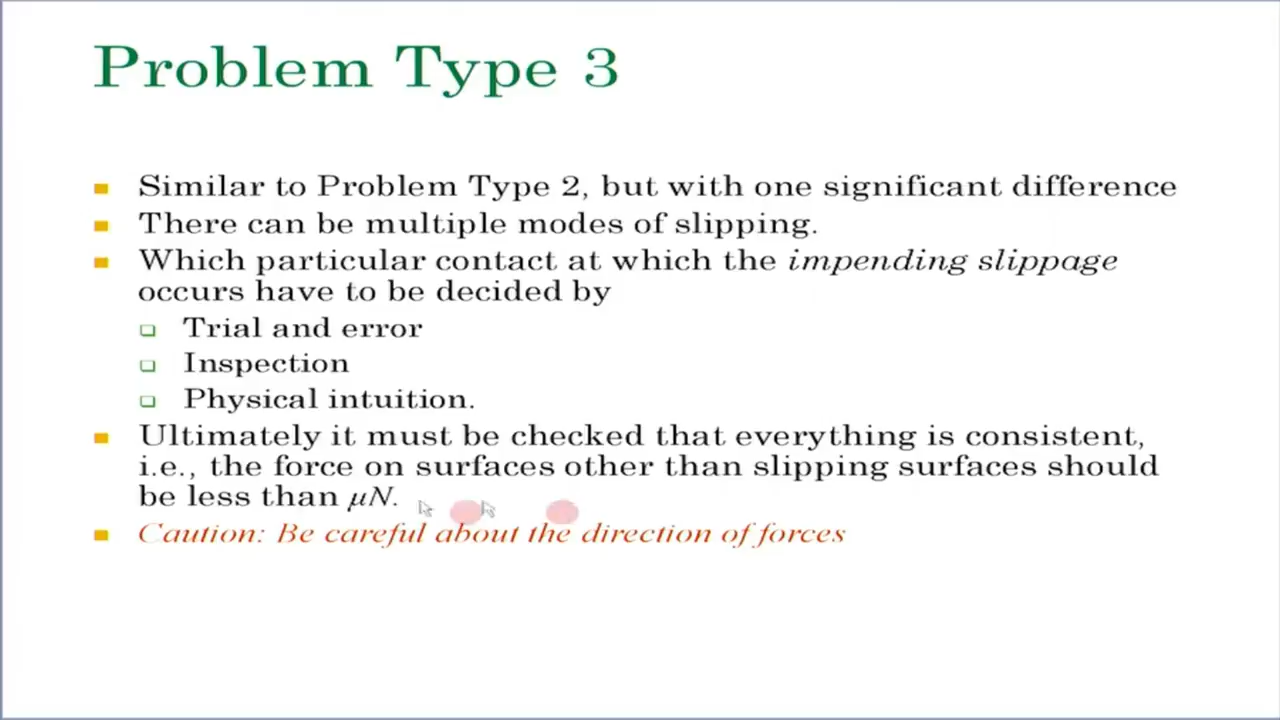 Problem Type 3
Similar to Problem Type 2, but with one significant difference
There can be multiple modes of slipping.
Which particular contact at which the impending slippage
occurs have to be decided by
Trial and error
Inspection
Physical intuition.
Ultimately it must be checked that everything is consistent,
i.e., the force on surfaces other than slipping surfaces should
be less than μN.
Caution: Be careful about the direction of forces